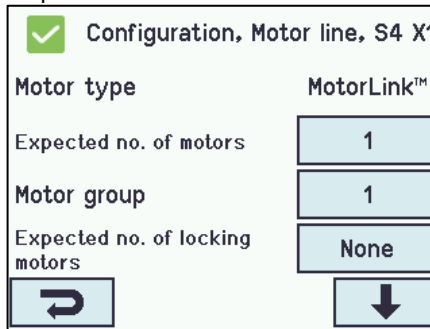 Configuration, Motor line, S4 X1
Motor type MotorLink™
Expected no. of motors 1
Motor group 1
Expected no. of locking
motors None